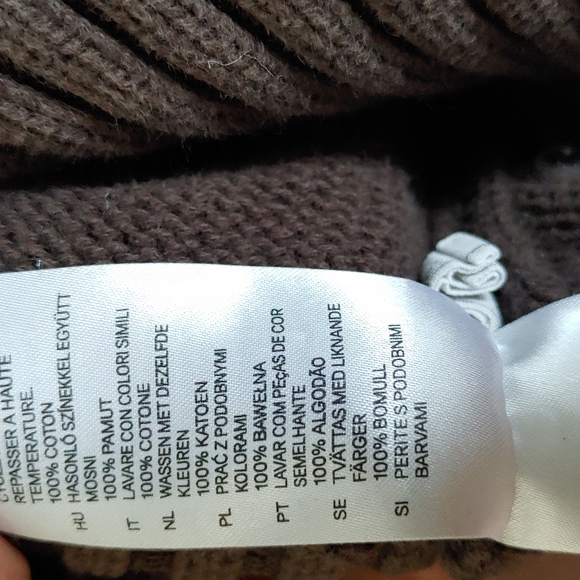 REPASSER A HAUTE
TEMPERATURE.
100% COTON
HU HASONLÓ SZÍNEKKEL EGYÜTT
MOSNI
100% PAMUT
IT LAVARE CON COLORI SIMILI
100% COTONE
NL WASSEN MET DEZELFDE
KLEUREN
100% KATOEN
PL PRAĆ Z PODOBNYMI
KOLORAMI
100% BAWEŁNA
PT LAVAR COM PEÇAS DE COR
SEMELHANTE
100% ALGODÃO
SE TVÄTTAS MED LIKNANDE
FÄRGER
100% BOMULL
SI PERITE S PODOBNIMI
BARVAMI